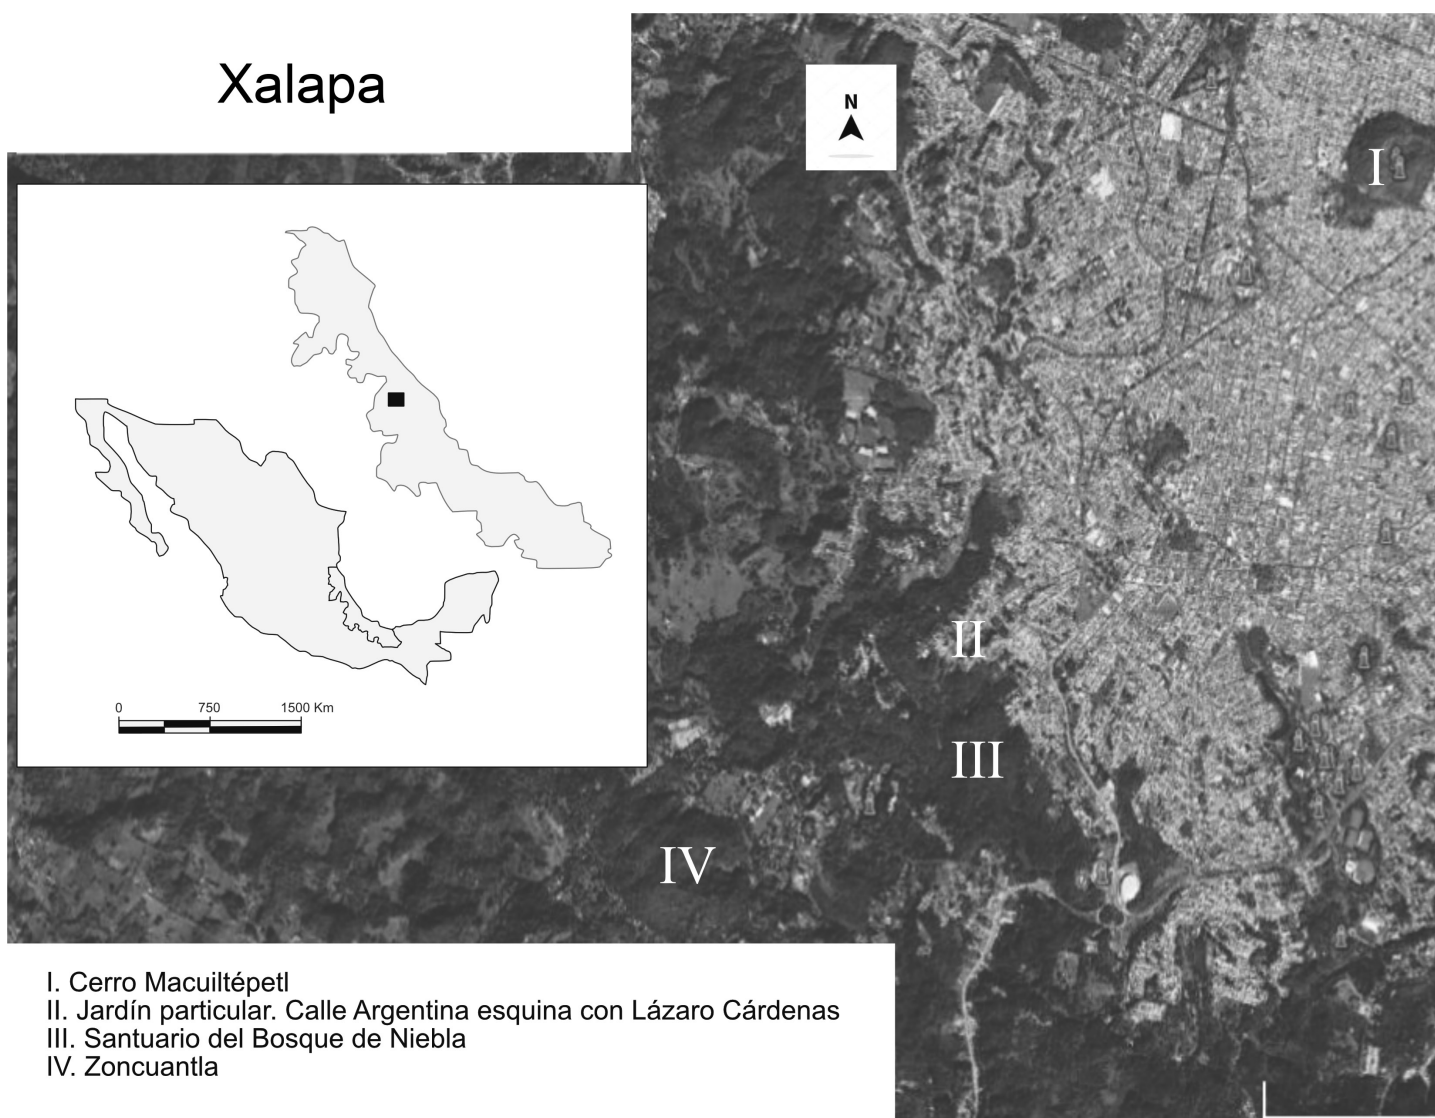 Xalapa
N
I
0 750 1500 Km
II
III
IV
I. Cerro Macuiltépetl
II. Jardín particular. Calle Argentina esquina con Lázaro Cárdenas
III. Santuario del Bosque de Niebla
IV. Zoncuantla